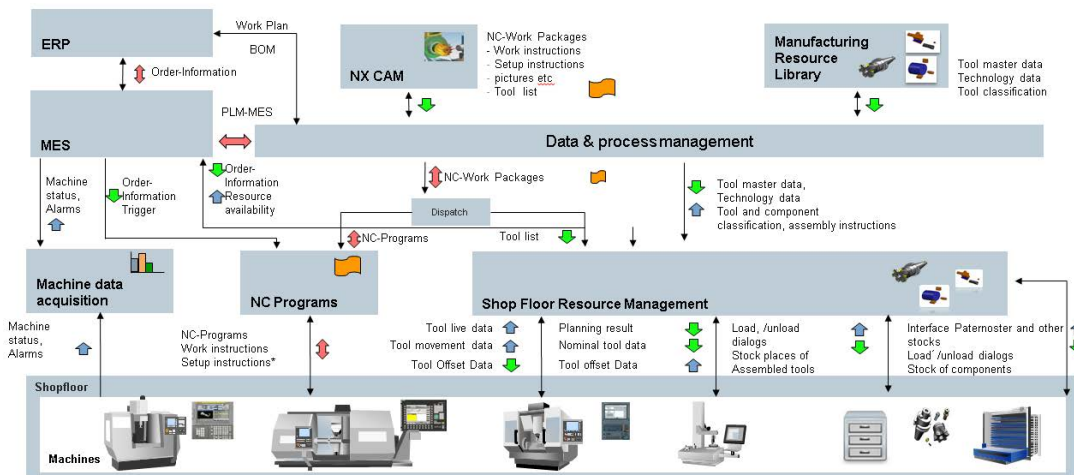 ERP
Work Plan
BOM
Order-Information
PLM-MES
MES
NX CAM
NC-Work Packages
- Work instructions
- Setup instructions
- pictures etc
- Tool list
Manufacturing
Resource
Library
Tool master data
Technology data
Tool classification
Data & process management
Machine
status,
Alarms
Order-
Information
Trigger
Order-
Information
Resource
availability
NC-Work Packages
Dispatch
NC-Programs
Tool list
Tool master data,
Technology data
Tool and component
classification, assembly instructions
Machine data
acquisition
NC Programs
Shop Floor Resource Management
Machine
status,
Alarms
NC-Programs
Work instructions
Setup instructions*
Tool live data
Tool movement data
Tool Offset Data
Planning result
Nominal tool data
Tool offset Data
Load, /unload
dialogs
Stock places of
Assembled tools
Interface Paternoster and other
stocks
Load´/unload dialogs
Stock of components
Shopfloor
Machines